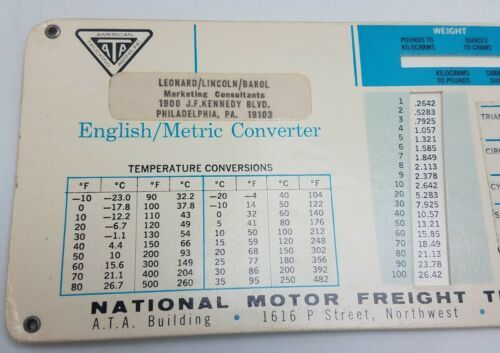 AMERICAN
ATA
LEONARD/LINCOLN/BAROL
Marketing Consultants
1900 J.F.KENNEDY BLVD.
PHILADELPHIA, PA. 19103
English/Metric Converter
TEMPERATURE CONVERSIONS
°F °C °F °C °C °F °C °F
−10 −23.0 90 32.2 −20 −4 40 104
0 −17.8 100 37.8 −10 14 50 122
10 −12.2 110 43 0 32 60 140
20 −6.7 120 49 5 41 80 176
30 −1.1 130 54 10 50 100 212
40 4.4 150 66 15 59 120 248
50 10 200 93 20 68 150 302
60 15.6 300 149 25 77 180 356
70 21.1 400 204 30 86 200 392
80 26.7 500 260 35 95 250 482
WEIGHT
POUNDS TO KILOGRAMS
OUNCES TO GRAMS
KILOGRAMS TO POUNDS
GRAM
OUN
1 .2642
2 .5283
3 .7925
4 1.057
5 1.321
6 1.585
7 1.849
8 2.113
9 2.378
10 2.642
20 5.283
30 7.925
40 10.57
50 13.21
60 15.85
70 18.49
80 21.13
90 23.78
100 26.42
TRIAN
CIRC
CY
NATIONAL MOTOR FREIGHT T
A.T.A. Building • 1616 P Street, Northwest •